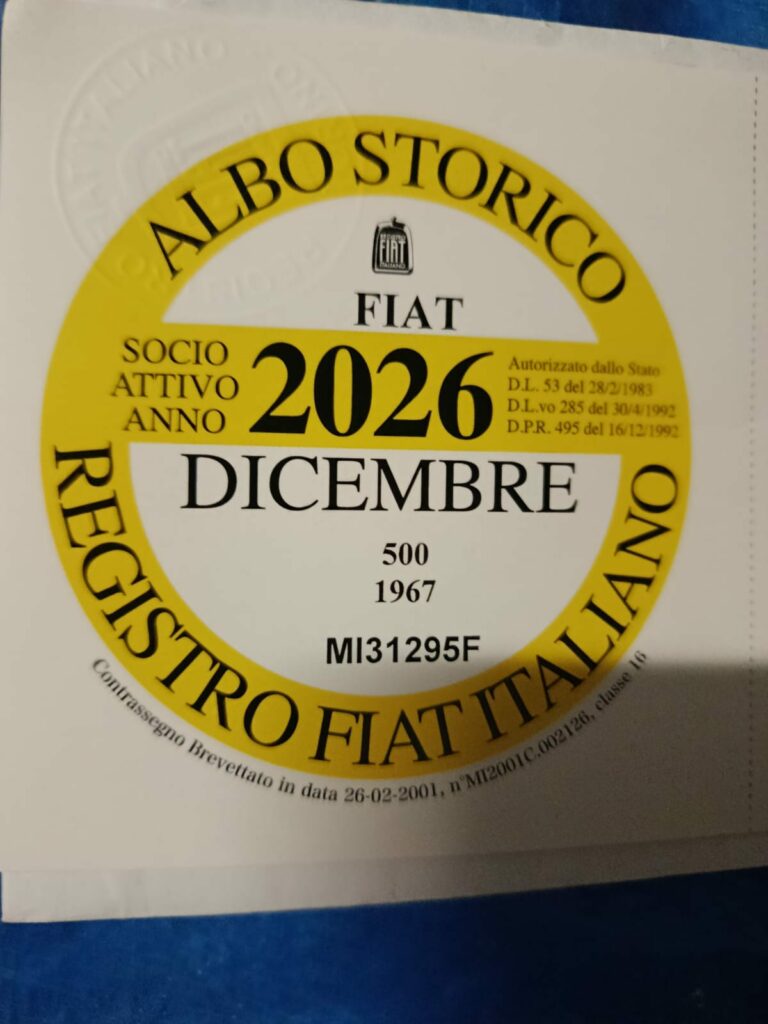 ALBO STORICO
REGISTRO
FIAT
ITALIANO
FIAT
SOCIO
ATTIVO
ANNO
2026
Autorizzato dallo Stato
D.L. 53 del 28/2/1983
D.L.vo 285 del 30/4/1992
D.P.R. 495 del 16/12/1992
DICEMBRE
500
1967
MI31295F
REGISTRO FIAT ITALIANO
Contrassegno Brevettato in data 26-02-2001, n°MI2001C.002126, classe 16